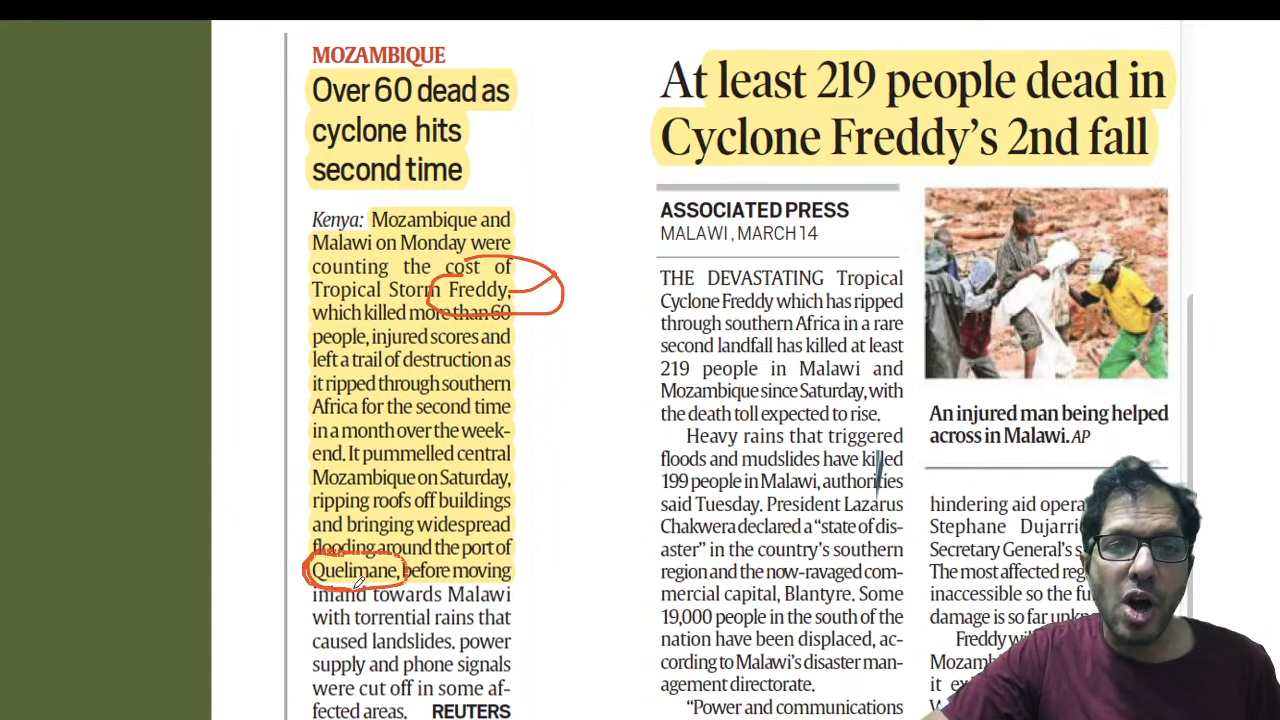 MOZAMBIQUE
Over 60 dead as
cyclone hits
second time
Kenya: Mozambique and
Malawi on Monday were
counting the cost of
Tropical Storm Freddy,
which killed more than 60
people, injured scores and
left a trail of destruction as
it ripped through southern
Africa for the second time
in a month over the week-
end. It pummelled central
Mozambique on Saturday,
ripping roofs off buildings
and bringing widespread
flooding around the port of
Quelimane, before moving
inland towards Malawi
with torrential rains that
caused landslides. power
supply and phone signals
were cut off in some af-
fected areas. REUTERS
At least 219 people dead in
Cyclone Freddy’s 2nd fall
ASSOCIATED PRESS
MALAWI, MARCH 14
THE DEVASTATING Tropical
Cyclone Freddy which has ripped
through southern Africa in a rare
second landfall has killed at least
219 people in Malawi and
Mozambique since Saturday, with
the death toll expected to rise.
Heavy rains that triggered
floods and mudslides have killed
199 people in Malawi, authorities
said Tuesday. President Lazarus
Chakwera declared a “state of dis-
aster” in the country’s southern
region and the now-ravaged com-
mercial capital, Blantyre. Some
19,000 people in the south of the
nation have been displaced, ac-
cording to Malawi’s disaster man-
agement directorate.
“Power and communications
An injured man being helped
across in Malawi. AP
hindering aid opera
Stephane Dujarri
Secretary General’s s
The most affected reg
inaccessible so the fu
damage is so far unk
Freddy wi
Mozam
it ex